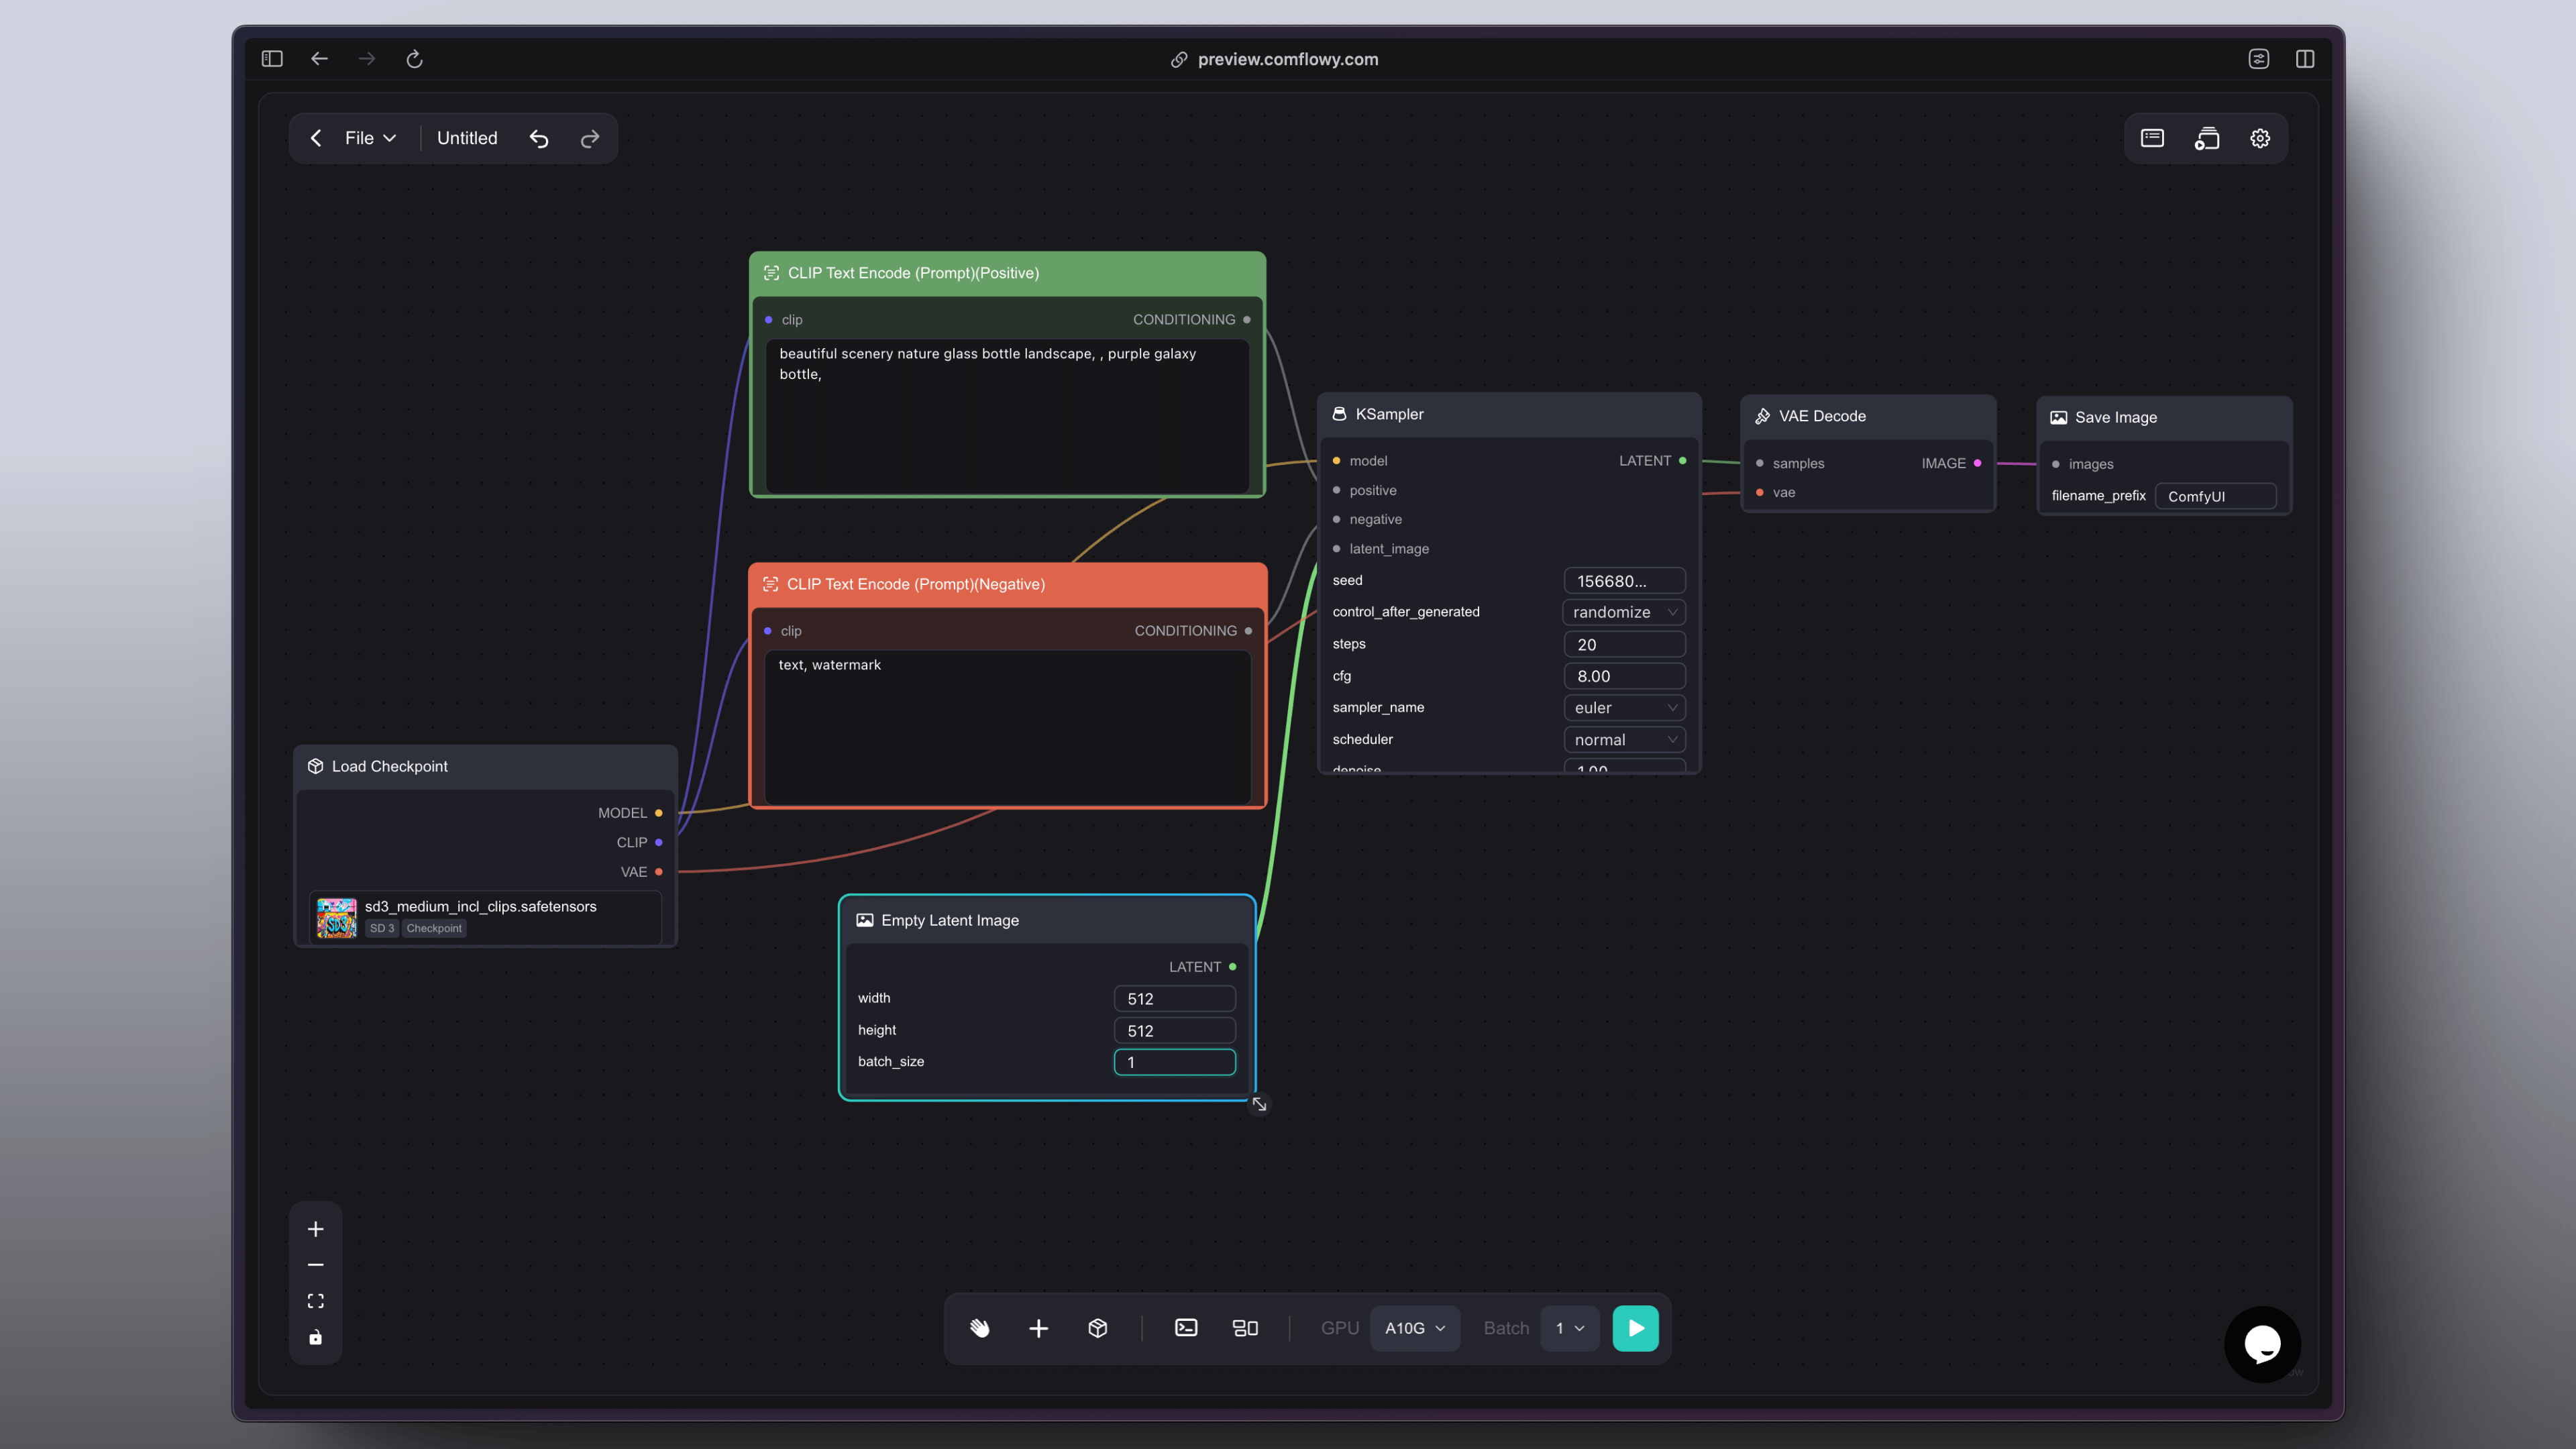 preview.comflowy.com
File
Untitled
CLIP Text Encode (Prompt)(Positive)
clip
CONDITIONING
beautiful scenery nature glass bottle landscape, , purple galaxy
bottle,
CLIP Text Encode (Prompt)(Negative)
clip
CONDITIONING
text, watermark
Load Checkpoint
MODEL
CLIP
VAE
SD3
sd3_medium_incl_clips.safetensors
SD 3
Checkpoint
Empty Latent Image
LATENT
width 512
height 512
batch_size 1
KSampler
model
LATENT
positive
negative
latent_image
seed 156680...
control_after_generated randomize
steps 20
cfg 8.00
sampler_name euler
scheduler normal
denoise 1.00
VAE Decode
samples
IMAGE
vae
Save Image
images
filename_prefix ComfyUI
GPU A10G Batch 1